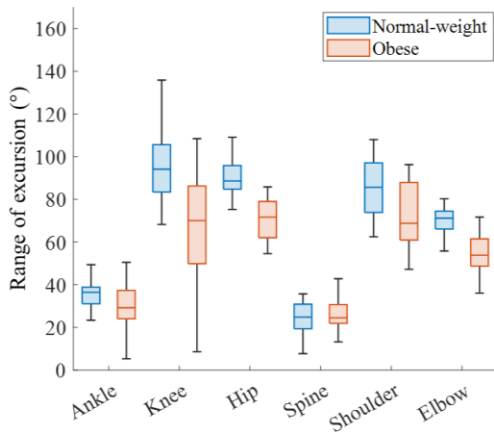 Range of excursion (°)
160
140
120
100
80
60
40
20
0
Normal-weight
Obese
Ankle
Knee
Hip
Spine
Shoulder
Elbow